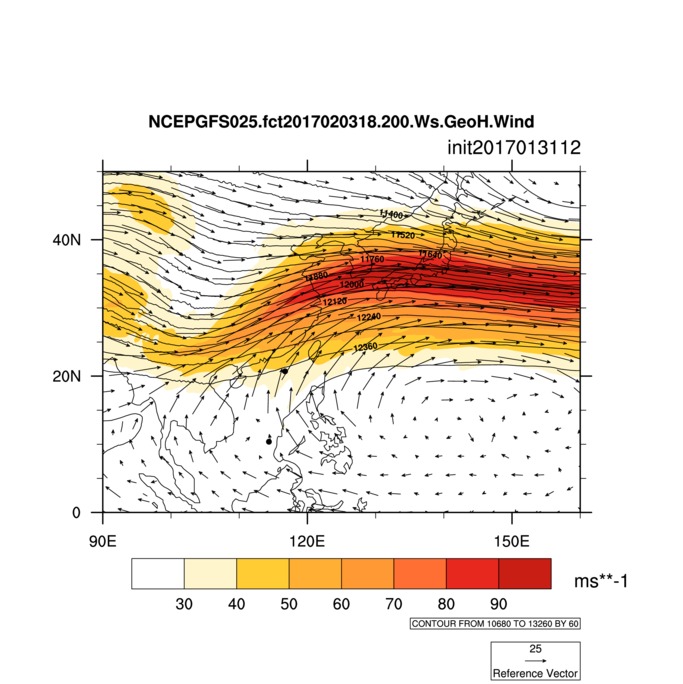 NCEPGFS025.fct2017020318.200.Ws.GeoH.Wind
init2017013112
40N
20N
0
11400
11520
11640
11760
11880
12000
12120
12240
12360
90E 120E 150E
30 40 50 60 70 80 90
ms**-1
CONTOUR FROM 10680 TO 13260 BY 60
25
Reference Vector